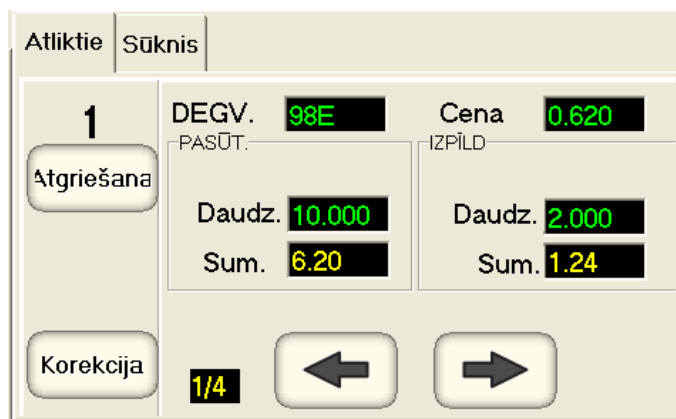 Atliktie Sūknis
1
DEGV. 98E Cena 0.620
PASŪT. IZPĪLD
Atgriešana
Daudz. 10.000 Daudz. 2.000
Sum. 6.20 Sum. 1.24
Korekcija
1/4